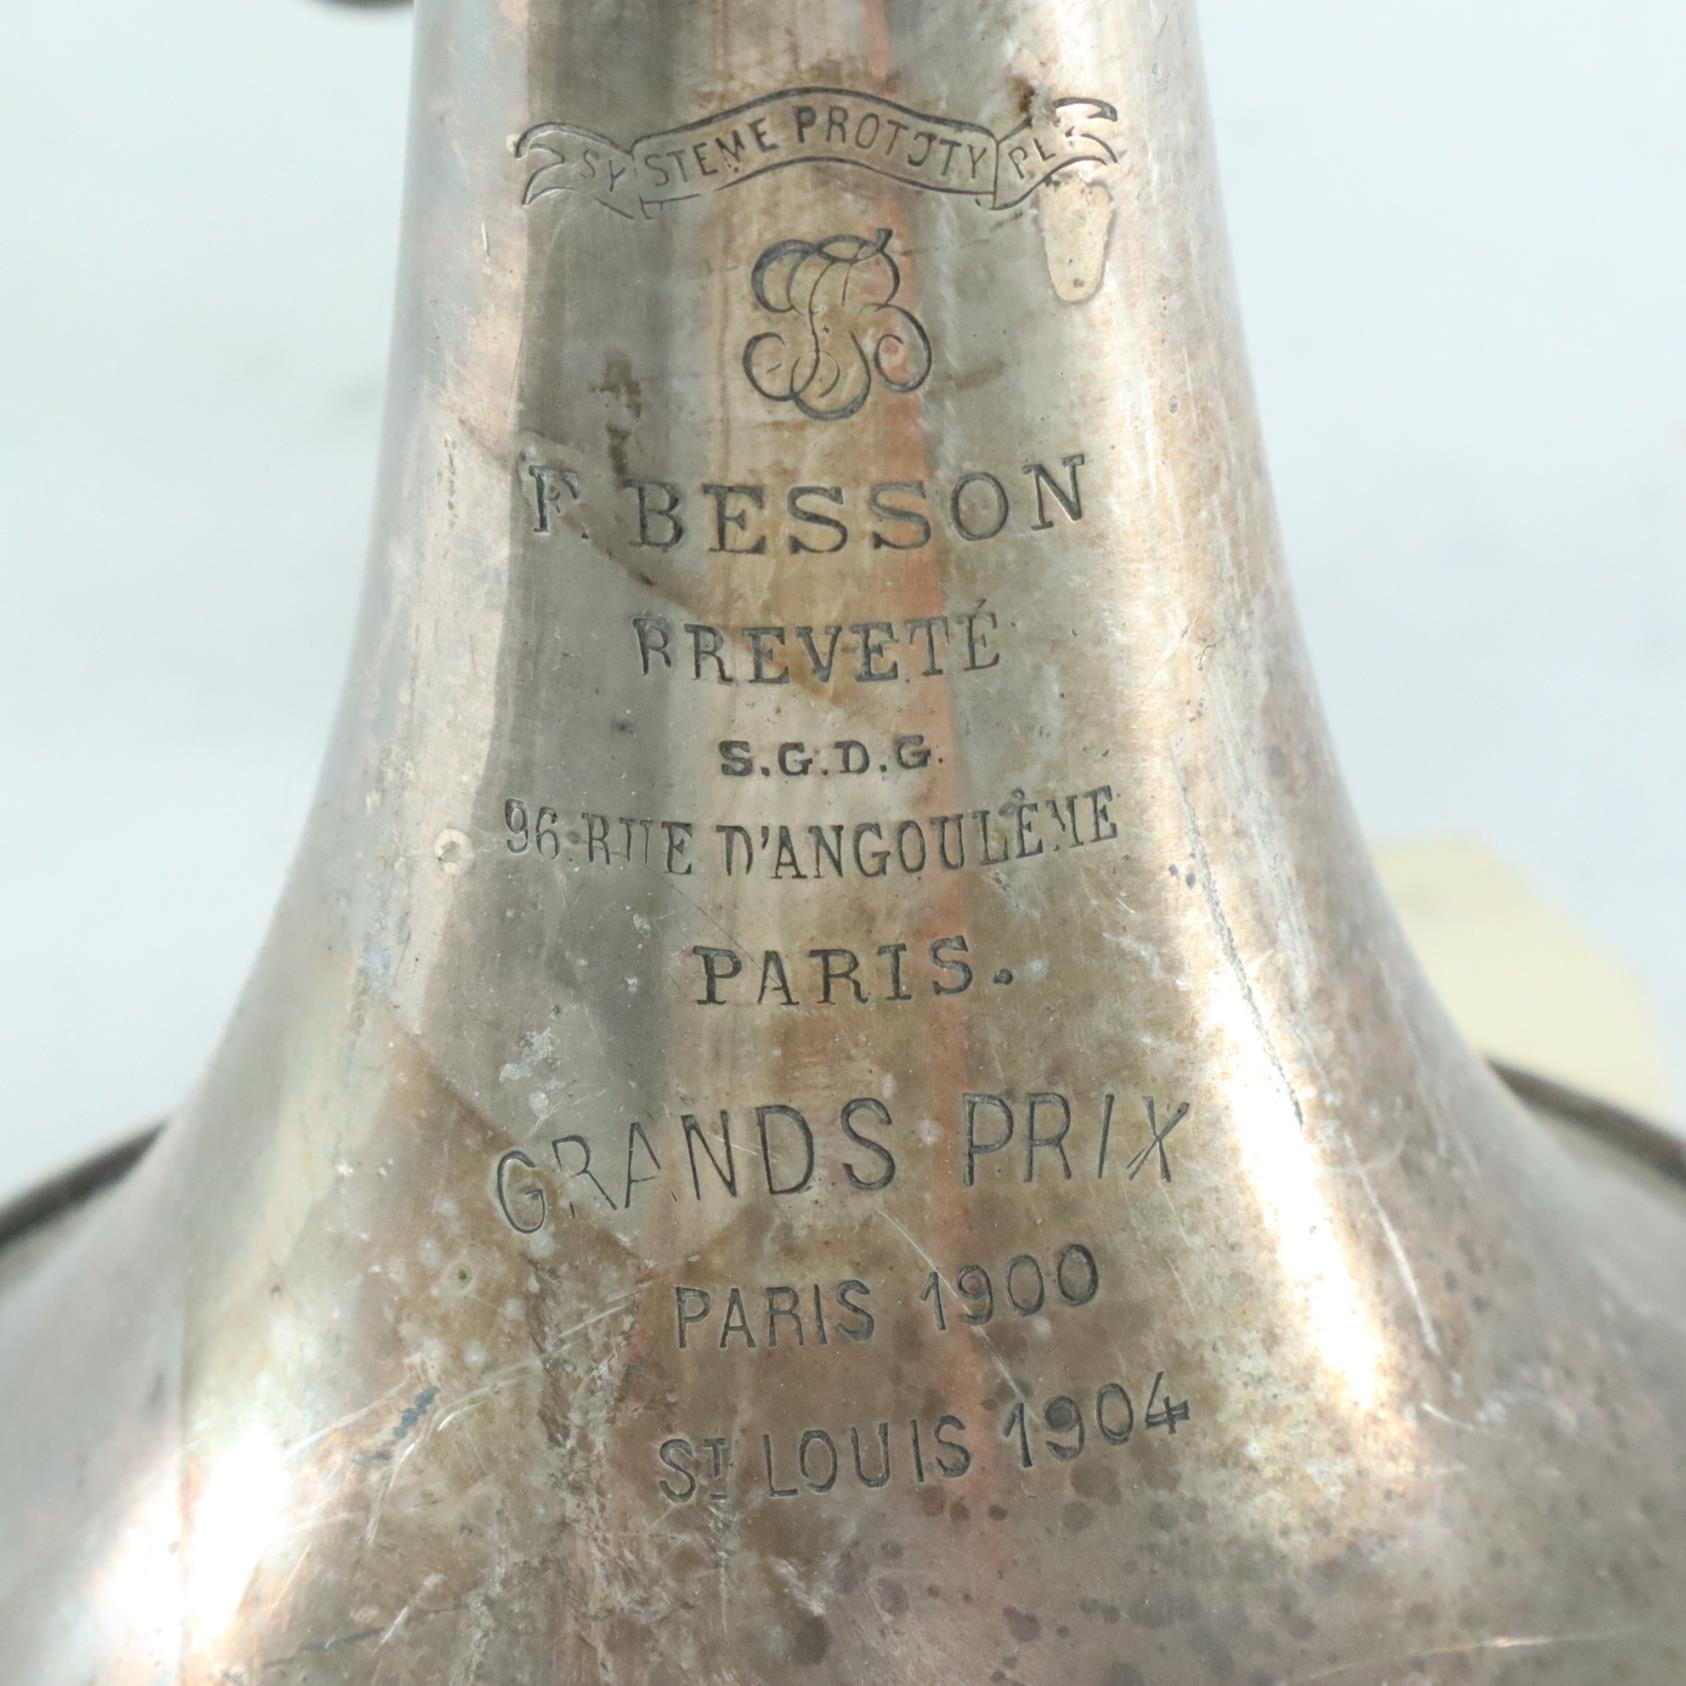 SYSTEME PROTOTYPE
FB
F. BESSON
BREVETÉ
S.G.D.G.
96. RUE D'ANGOULÊME
PARIS.
GRANDS PRIX
PARIS 1900
ST LOUIS 1904